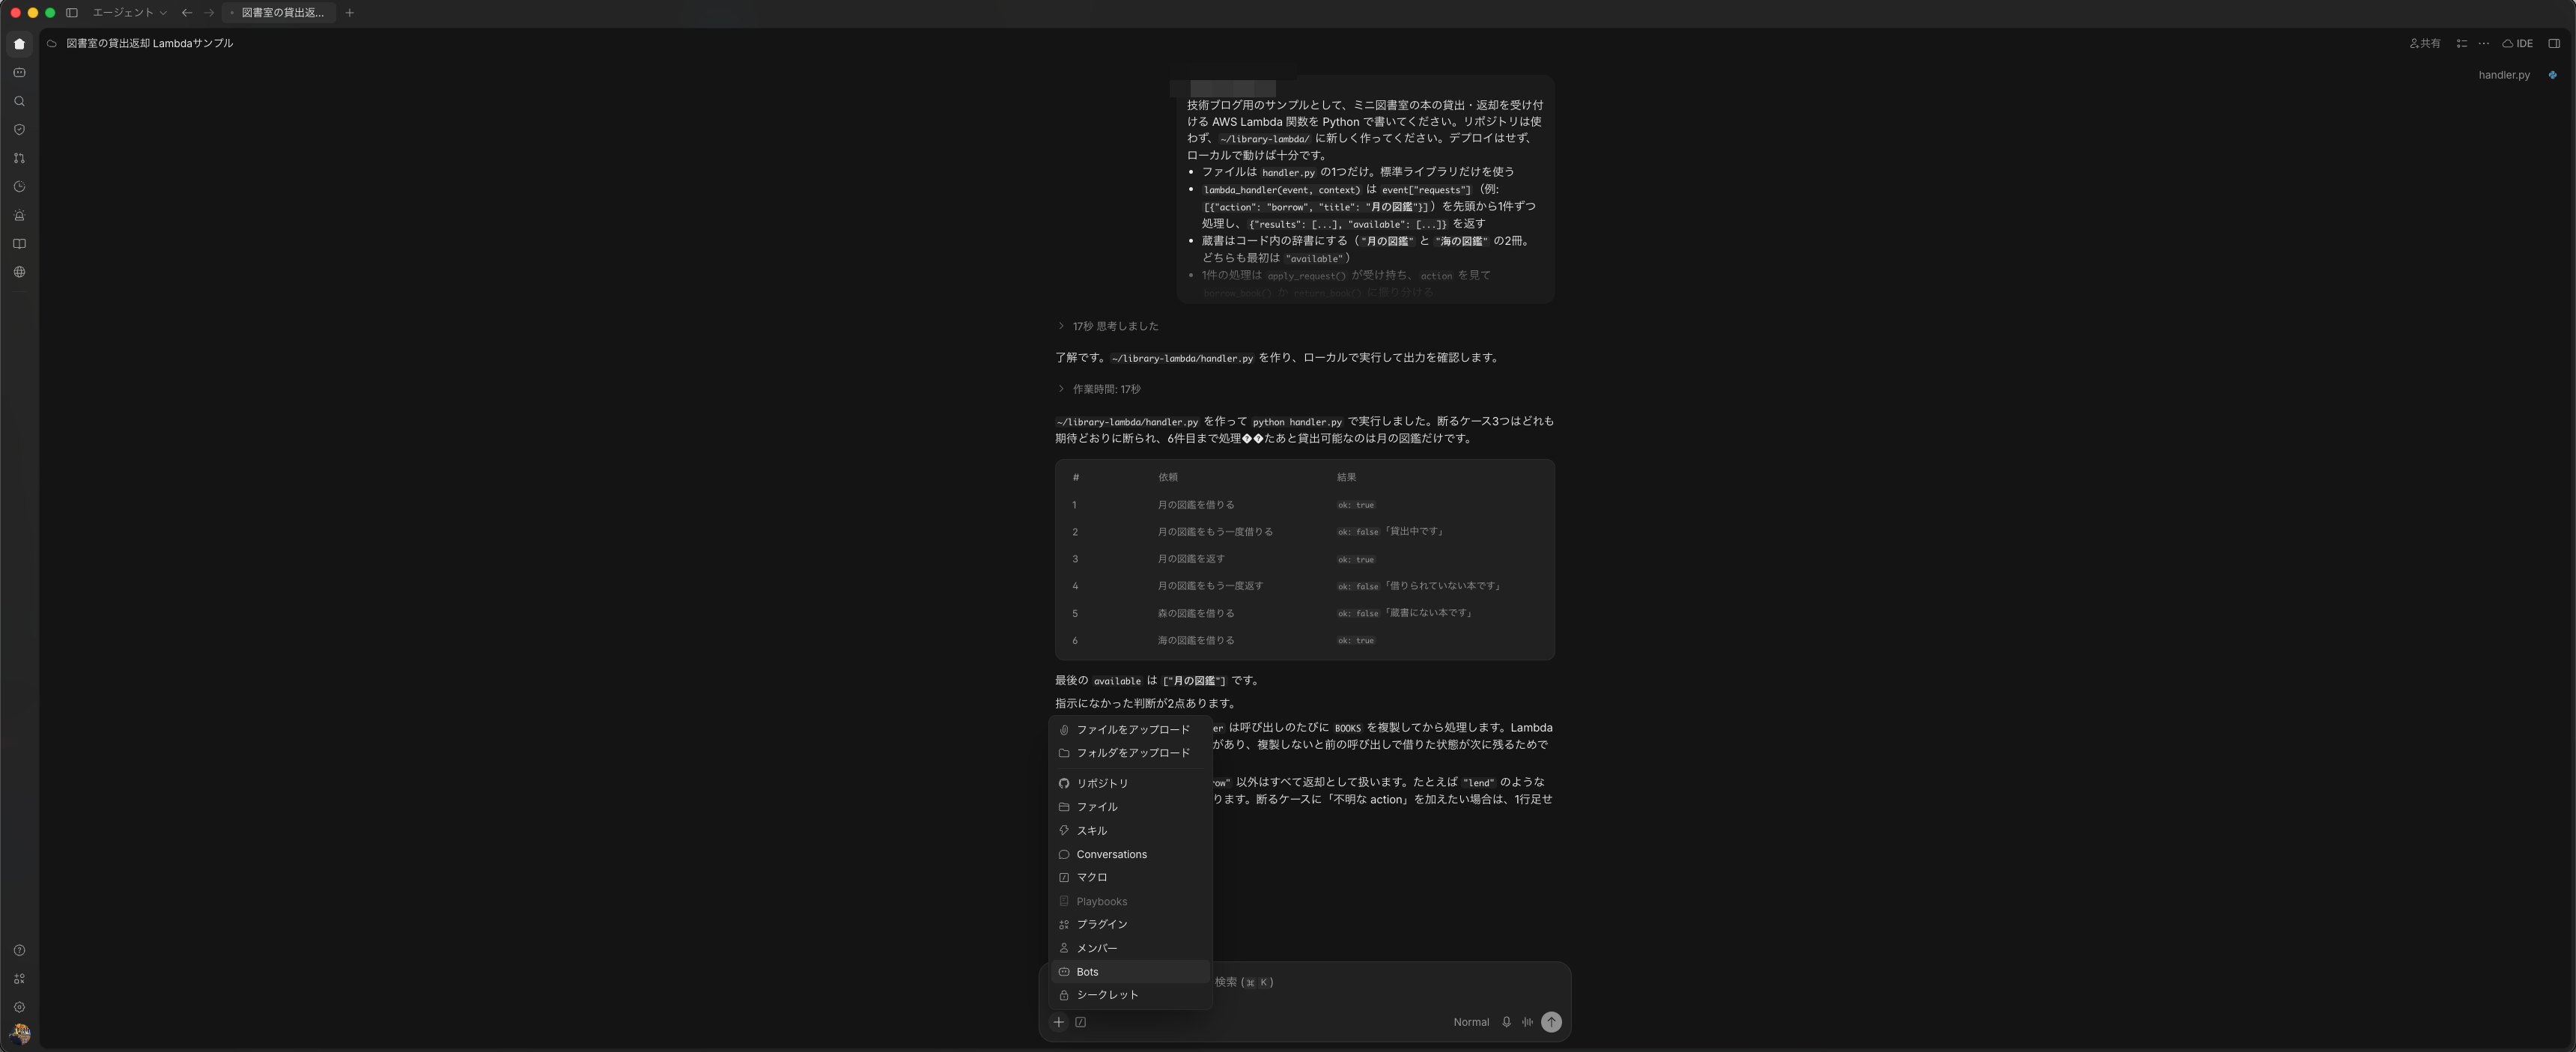 エージェント
図書室の貸出返...
図書室の貸出返却 Lambdaサンプル
共有
IDE
handler.py
技術ブログ用のサンプルとして、ミニ図書室の本の貸出・返却を受け付
ける AWS Lambda 関数を Python で書いてください。リポジトリは使
わず、~/library-lambda/ に新しく作ってください。デプロイはせず、
ローカルで動けば十分です。
• ファイルは handler.py の1つだけ。標準ライブラリだけを使う
• lambda_handler(event, context) は event["requests"]（例:
[{"action": "borrow", "title": "月の図鑑"}]）を先頭から1件ずつ
処理し、{"results": [...], "available": [...]} を返す
• 蔵書はコード内の辞書にする（"月の図鑑" と "海の図鑑" の2冊。
どちらも最初は "available"）
• 1件の処理は apply_request() が受け持ち、action を見て
borrow_book() か return_book() に振り分ける
17秒 思考しました
了解です。~/library-lambda/handler.py を作り、ローカルで実行して出力を確認します。
作業時間: 17秒
~/library-lambda/handler.py を作って python handler.py で実行しました。断るケース3つはどれも
期待どおりに断られ、6件目まで処理��たあと貸出可能なのは月の図鑑だけです。
# 依頼 結果
1 月の図鑑を借りる ok: true
2 月の図鑑をもう一度借りる ok: false「貸出中です」
3 月の図鑑を返す ok: true
4 月の図鑑をもう一度返す ok: false「借りられていない本です」
5 森の図鑑を借りる ok: false「蔵書にない本です」
6 海の図鑑を借りる ok: true
最後の available は ["月の図鑑"] です。
指示になかった判断が2点あります。
er は呼び出しのたびに BOOKS を複製してから処理します。Lambda
があり、複製しないと前の呼び出しで借りた状態が次に残るためで
row" 以外はすべて返却として扱います。たとえば "lend" のような
ります。断るケースに「不明な action」を加えたい場合は、1行足せ
ファイルをアップロード
フォルダをアップロード
リポジトリ
ファイル
スキル
Conversations
マクロ
Playbooks
プラグイン
メンバー
Bots
シークレット
検索 (⌘ K)
Normal